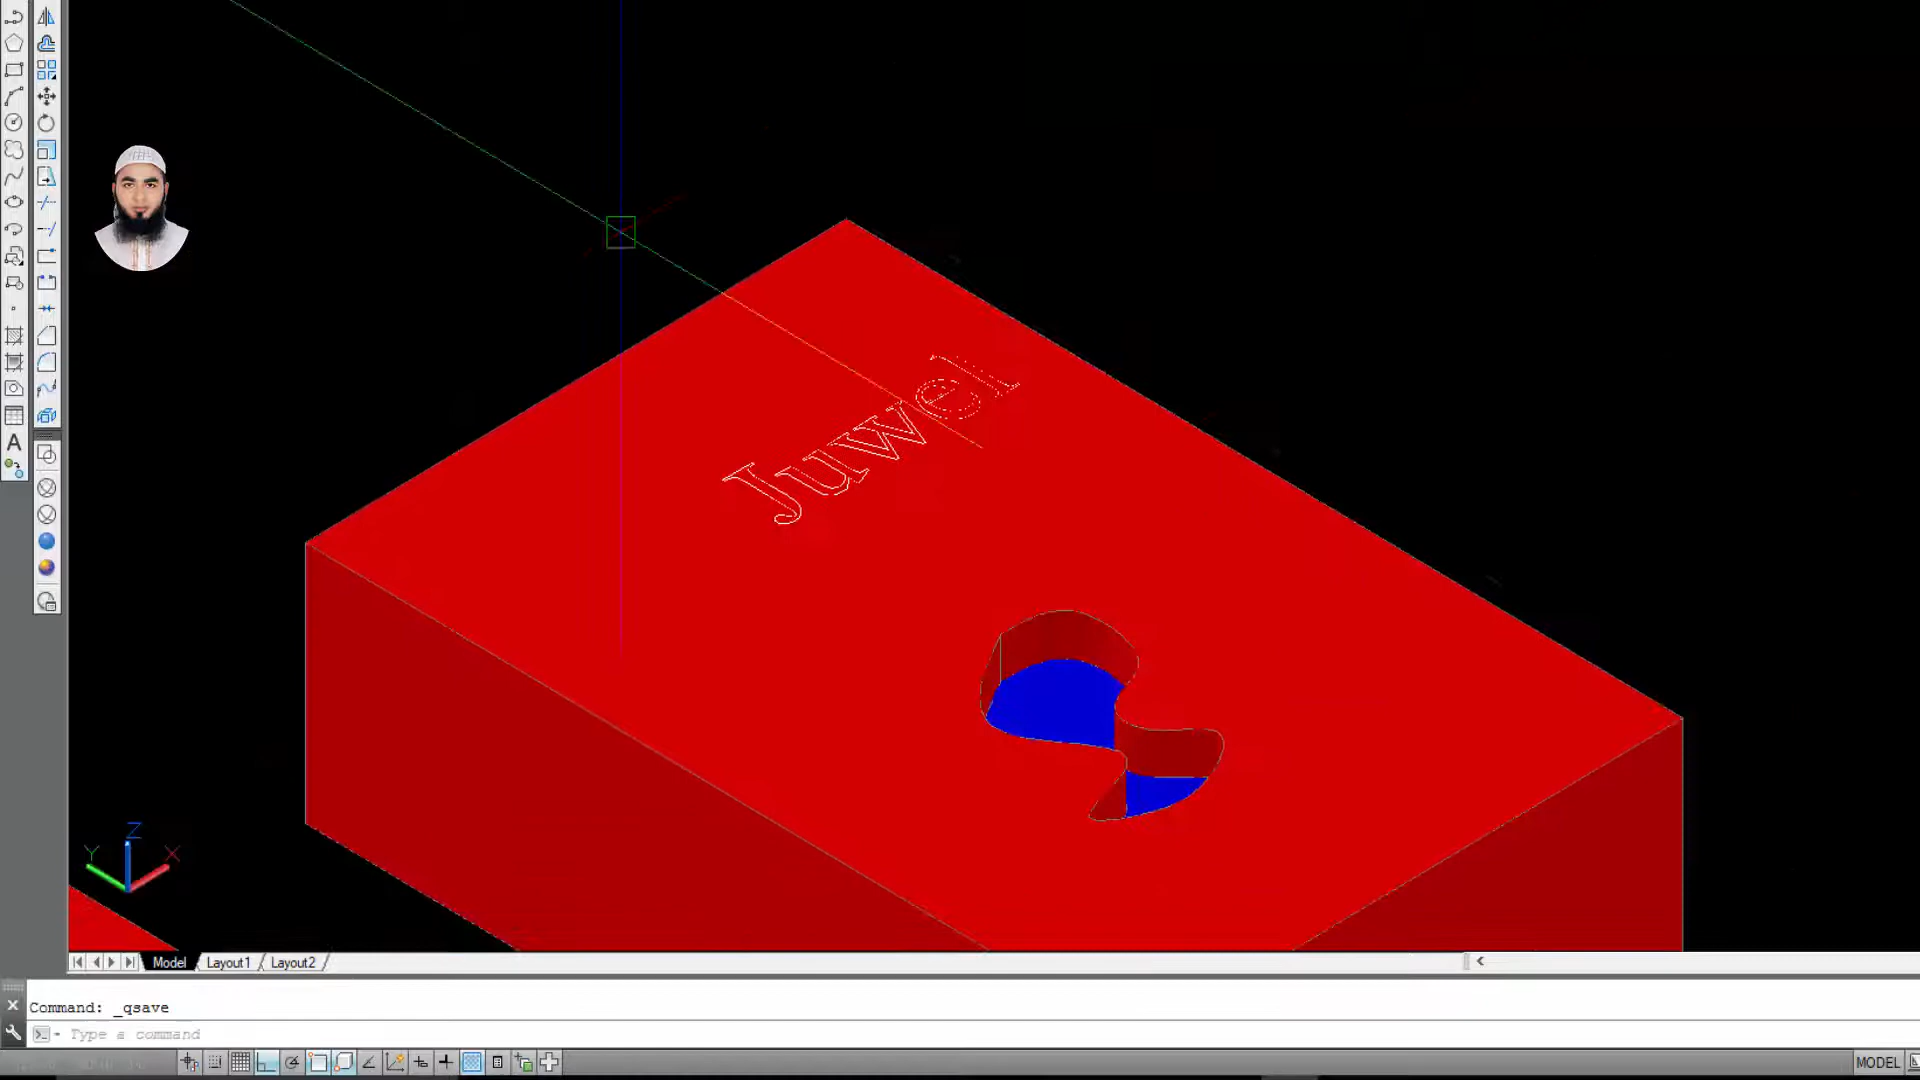 A
Juwel
Z
Y
X
Model
Layout1
Layout2
Command: _qsave
Type a command
MODEL